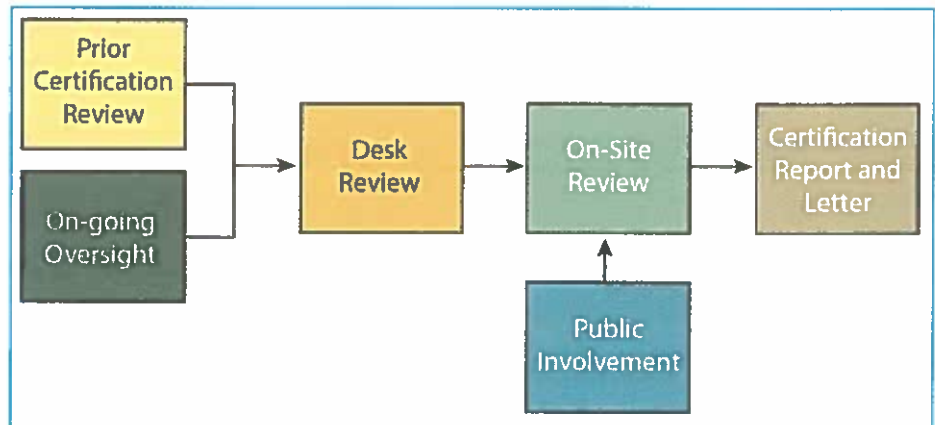 Prior
Certification
Review
On-going
Oversight
Desk
Review
On-Site
Review
Public
Involvement
Certification
Report and
Letter